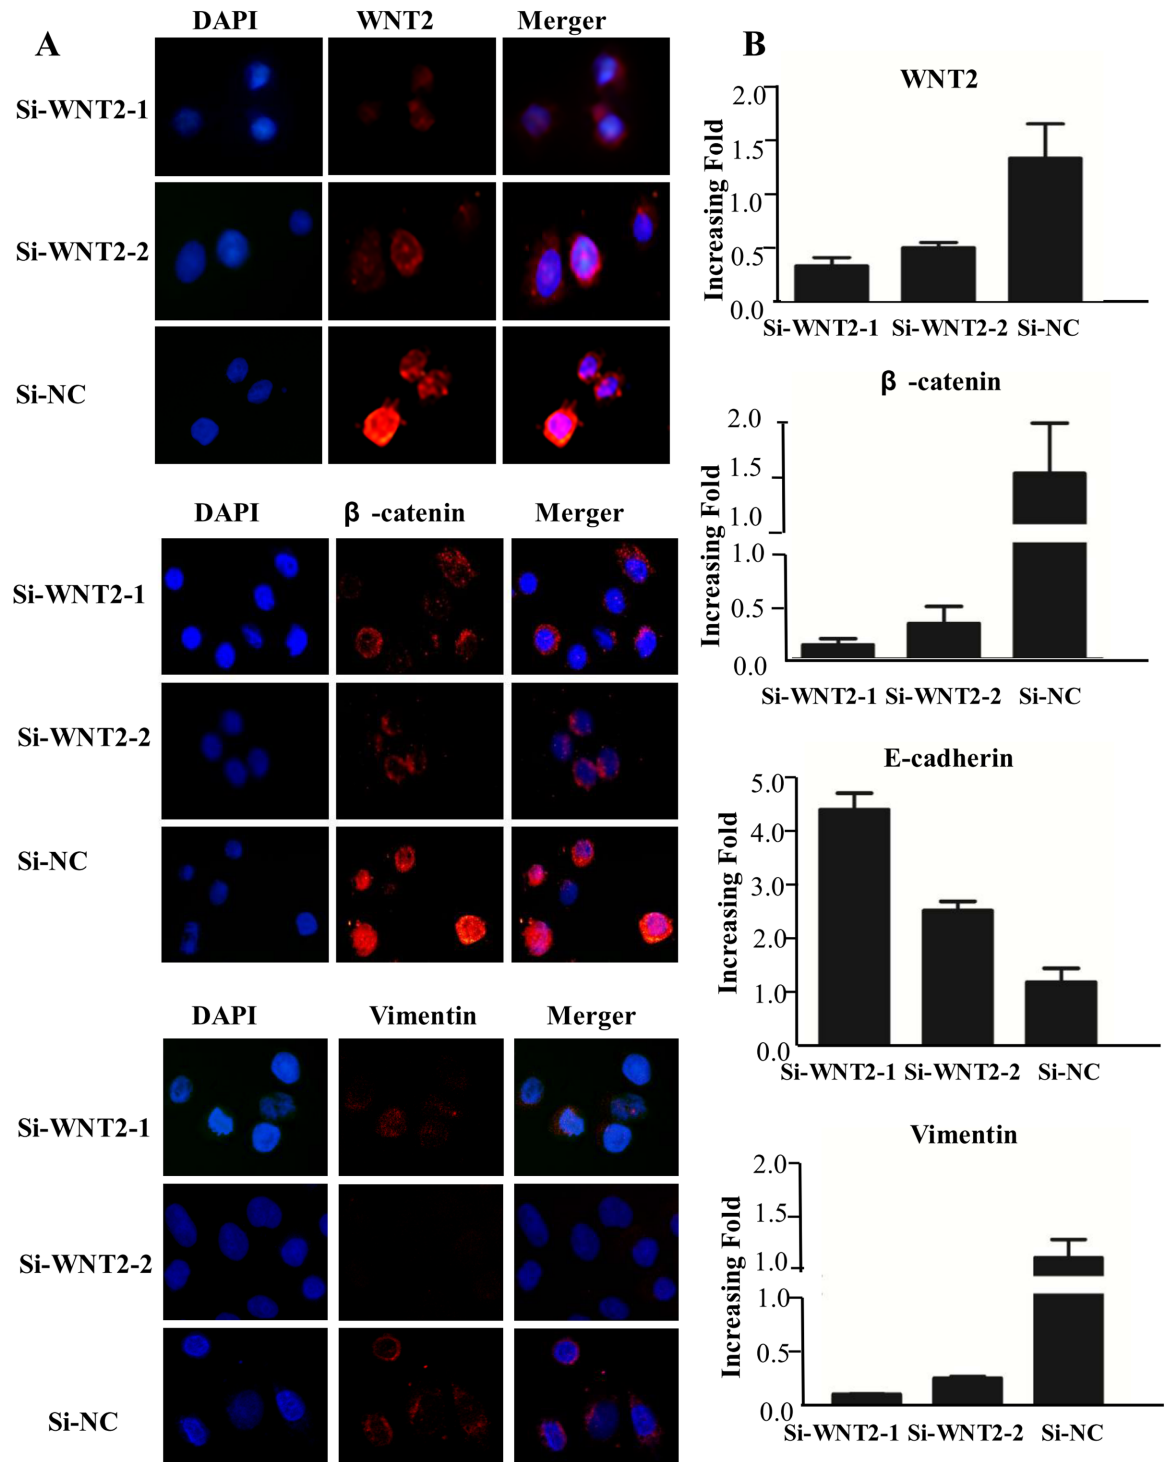 A
DAPI WNT2 Merger
Si-WNT2-1
Si-WNT2-2
Si-NC
DAPI β -catenin Merger
Si-WNT2-1
Si-WNT2-2
Si-NC
DAPI Vimentin Merger
Si-WNT2-1
Si-WNT2-2
Si-NC
B
WNT2
Increasing Fold
2.0
1.5
1.0
0.5
0.0
Si-WNT2-1 Si-WNT2-2 Si-NC
β -catenin
Increasing Fold
2.0
1.5
1.0
1.0
0.5
0.0
Si-WNT2-1 Si-WNT2-2 Si-NC
E-cadherin
Increasing Fold
5.0
4.0
3.0
2.0
1.0
0.0
Si-WNT2-1 Si-WNT2-2 Si-NC
Vimentin
Increasing Fold
2.0
1.5
1.0
1.0
0.5
0.0
Si-WNT2-1 Si-WNT2-2 Si-NC